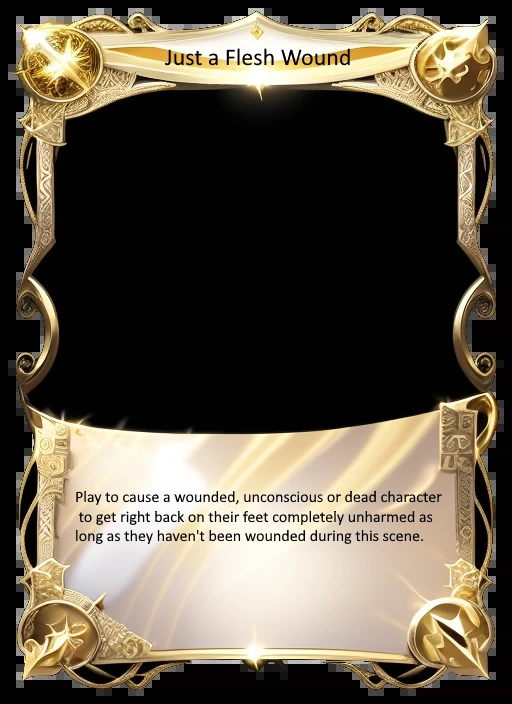 Just a Flesh Wound
Play to cause a wounded, unconscious or dead character
to get right back on their feet completely unharmed as
long as they haven't been wounded during this scene.